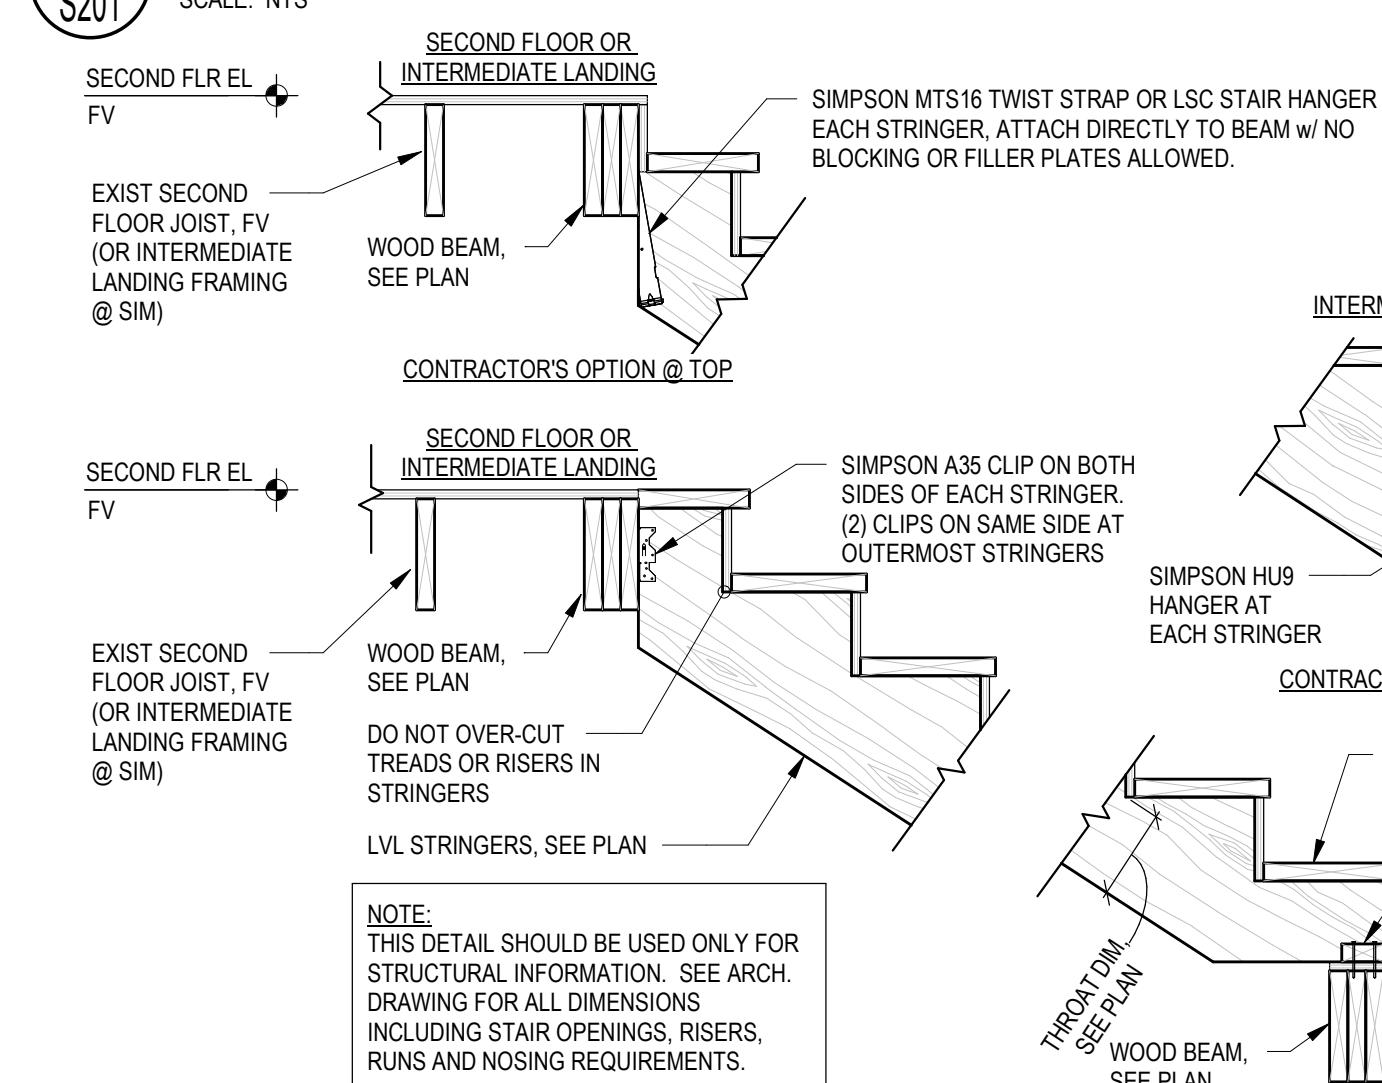 S201
SCALE: NTS
SECOND FLOOR OR
INTERMEDIATE LANDING
SECOND FLR EL
FV
SIMPSON MTS16 TWIST STRAP OR LSC STAIR HANGER
EACH STRINGER, ATTACH DIRECTLY TO BEAM w/ NO
BLOCKING OR FILLER PLATES ALLOWED.
EXIST SECOND
FLOOR JOIST, FV
(OR INTERMEDIATE
LANDING FRAMING
@ SIM)
WOOD BEAM,
SEE PLAN
CONTRACTOR'S OPTION @ TOP
SECOND FLOOR OR
INTERMEDIATE LANDING
SECOND FLR EL
FV
SIMPSON A35 CLIP ON BOTH
SIDES OF EACH STRINGER.
(2) CLIPS ON SAME SIDE AT
OUTERMOST STRINGERS
EXIST SECOND
FLOOR JOIST, FV
(OR INTERMEDIATE
LANDING FRAMING
@ SIM)
WOOD BEAM,
SEE PLAN
DO NOT OVER-CUT
TREADS OR RISERS IN
STRINGERS
LVL STRINGERS, SEE PLAN
NOTE:
THIS DETAIL SHOULD BE USED ONLY FOR
STRUCTURAL INFORMATION. SEE ARCH.
DRAWING FOR ALL DIMENSIONS
INCLUDING STAIR OPENINGS, RISERS,
RUNS AND NOSING REQUIREMENTS.
SIMPSON HU9
HANGER AT
EACH STRINGER
THROAT DIM,
SEE PLAN
WOOD BEAM,
SEE PLAN